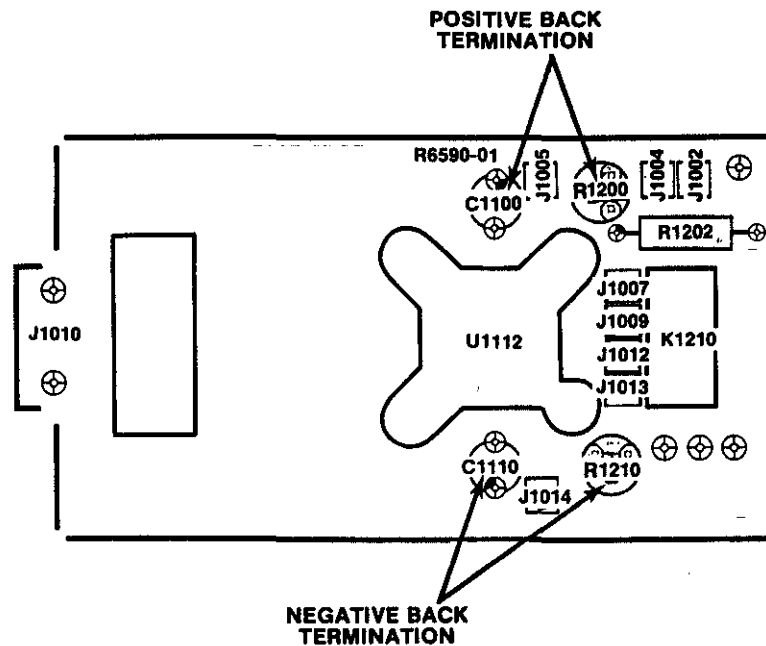 POSITIVE BACK
TERMINATION
R6590-01
J1005
J1004
J1002
C1100
R1200
R1202
J1007
J1009
J1010
U1112
J1012
K1210
J1013
C1110
R1210
J1014
NEGATIVE BACK
TERMINATION